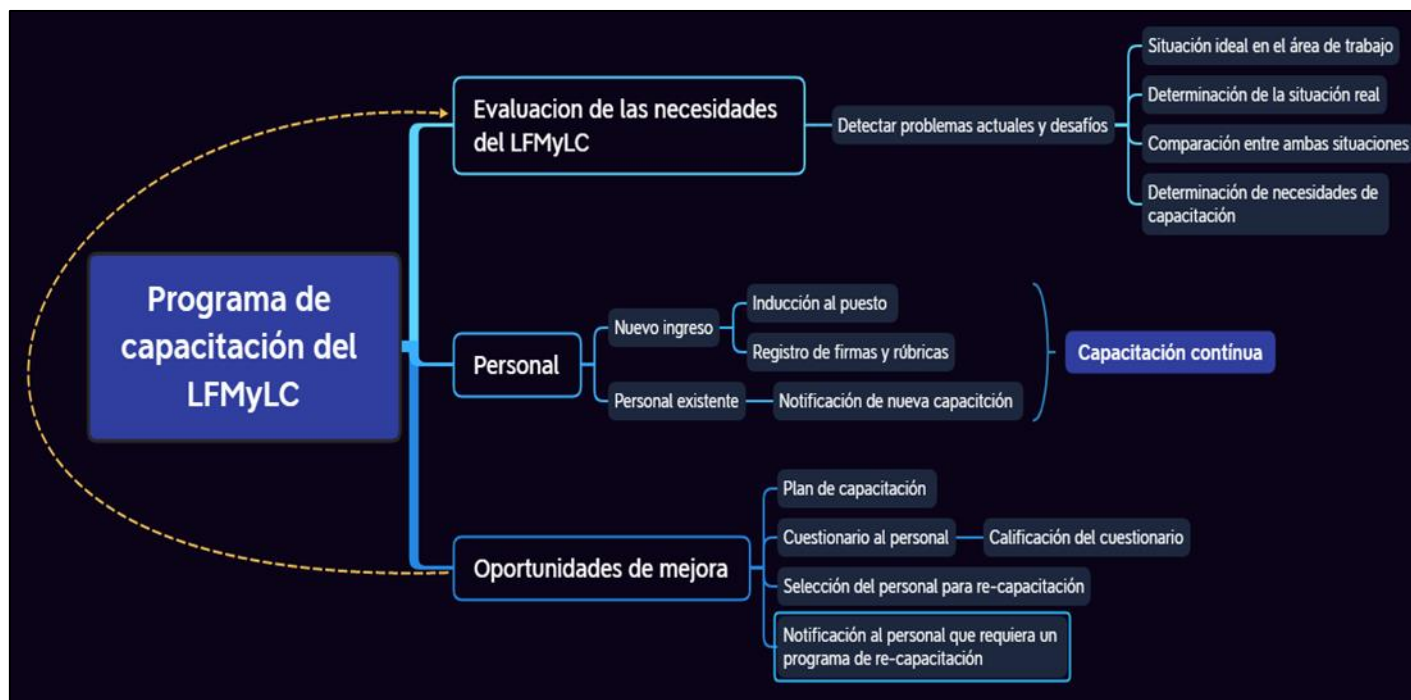 Programa de
capacitación del
LFMyLC
Evaluacion de las necesidades
del LFMyLC
Detectar problemas actuales y desafíos
Situación ideal en el área de trabajo
Determinación de la situación real
Comparación entre ambas situaciones
Determinación de necesidades de
capacitación
Personal
Nuevo ingreso
Inducción al puesto
Registro de firmas y rúbricas
Personal existente
Notificación de nueva capacitción
Capacitación contínua
Oportunidades de mejora
Plan de capacitación
Cuestionario al personal
Calificación del cuestionario
Selección del personal para re-capacitación
Notificación al personal que requiera un
programa de re-capacitación